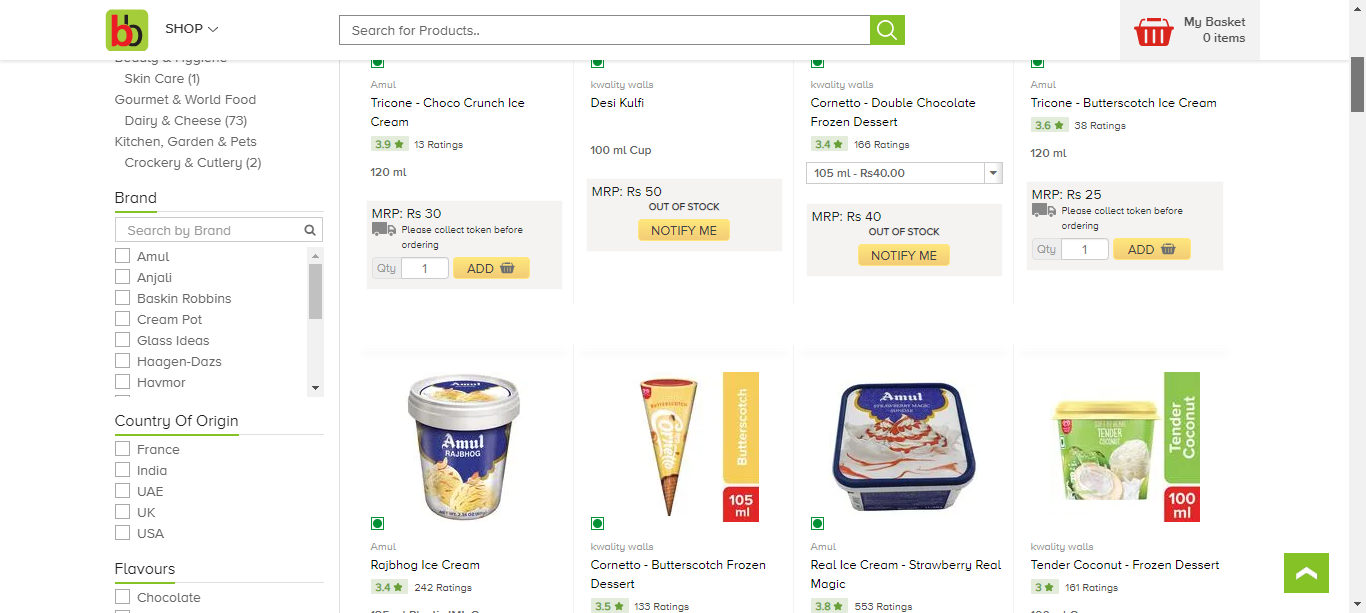 bb
SHOP
Search for Products..
My Basket
0 items
Beauty & Hygiene
Skin Care (1)
Gourmet & World Food
Dairy & Cheese (73)
Kitchen, Garden & Pets
Crockery & Cutlery (2)
Brand
Search by Brand
Amul
Anjali
Baskin Robbins
Cream Pot
Glass Ideas
Haagen-Dazs
Havmor
Country Of Origin
France
India
UAE
UK
USA
Flavours
Chocolate
Amul
Tricone - Choco Crunch Ice
Cream
3.9 13 Ratings
120 ml
MRP: Rs 30
Please collect token before
ordering
Qty 1 ADD
kwality walls
Desi Kulfi
100 ml Cup
MRP: Rs 50
OUT OF STOCK
NOTIFY ME
kwality walls
Cornetto - Double Chocolate
Frozen Dessert
3.4 166 Ratings
105 ml - Rs40.00
MRP: Rs 40
OUT OF STOCK
NOTIFY ME
Amul
Tricone - Butterscotch Ice Cream
3.6 38 Ratings
120 ml
MRP: Rs 25
Please collect token before
ordering
Qty 1 ADD
Amul
Amul
RAJBHOG
Amul
Rajbhog Ice Cream
3.4 242 Ratings
BUTTERSCOTCH
Cornetto
Butterscotch
105
ml
kwality walls
Cornetto - Butterscotch Frozen
Dessert
3.5 133 Ratings
Amul
STRAWBERRY MAGIC
SUNDAE
Amul
Real Ice Cream - Strawberry Real
Magic
3.8 553 Ratings
TENDER
COCONUT
Tender
Coconut
100
ml
kwality walls
Tender Coconut - Frozen Dessert
3 161 Ratings